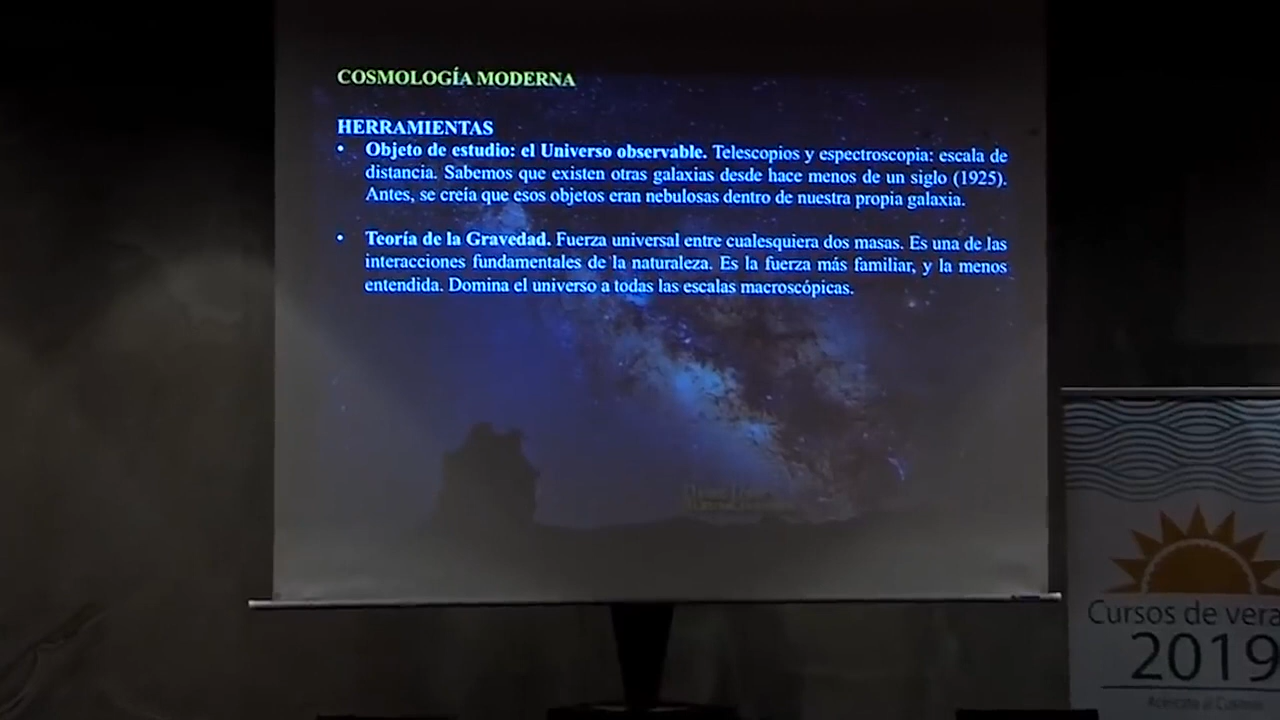 COSMOLOGÍA MODERNA
HERRAMIENTAS
• Objeto de estudio: el Universo observable. Telescopios y espectroscopia: escala de
distancia. Sabemos que existen otras galaxias desde hace menos de un siglo (1925).
Antes, se creía que esos objetos eran nebulosas dentro de nuestra propia galaxia.
• Teoría de la Gravedad. Fuerza universal entre cualesquiera dos masas. Es una de las
interacciones fundamentales de la naturaleza. Es la fuerza más familiar, y la menos
entendida. Domina el universo a todas las escalas macroscópicas.
Cursos de vera
2019